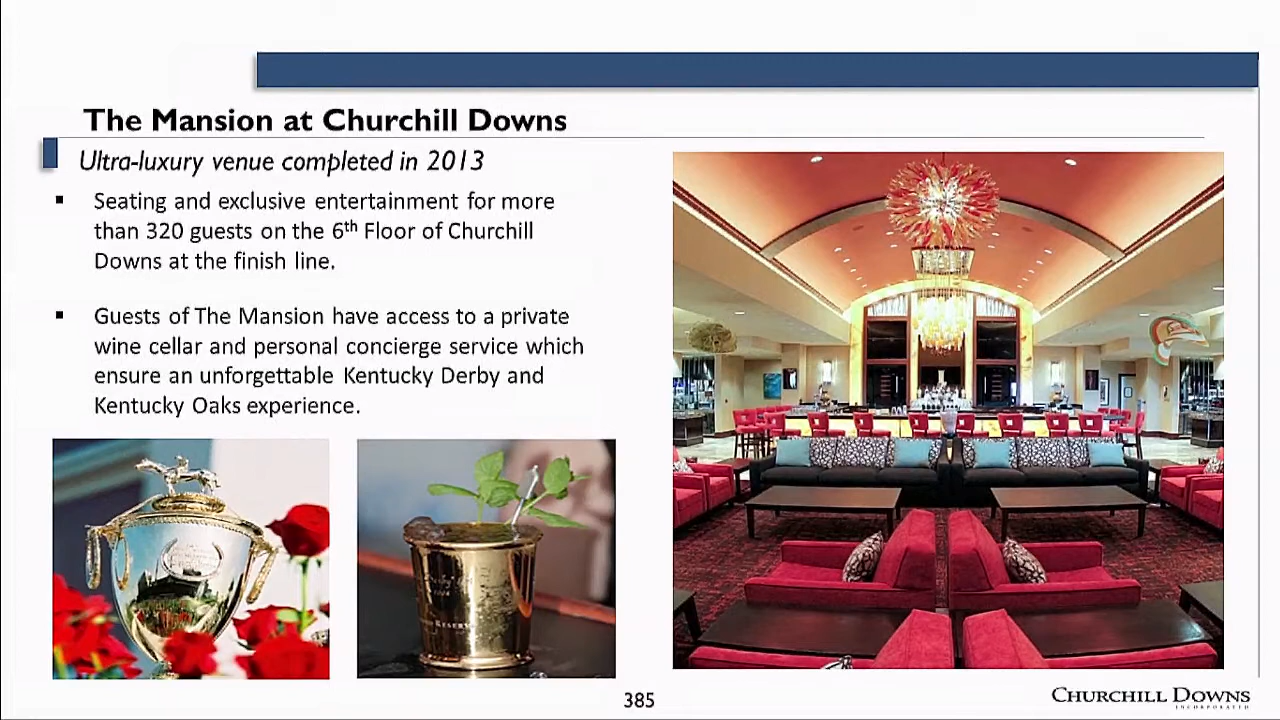 The Mansion at Churchill Downs
Ultra-luxury venue completed in 2013
▪ Seating and exclusive entertainment for more
than 320 guests on the 6th Floor of Churchill
Downs at the finish line.
▪ Guests of The Mansion have access to a private
wine cellar and personal concierge service which
ensure an unforgettable Kentucky Derby and
Kentucky Oaks experience.
385
CHURCHILL DOWNS
INCORPORATED